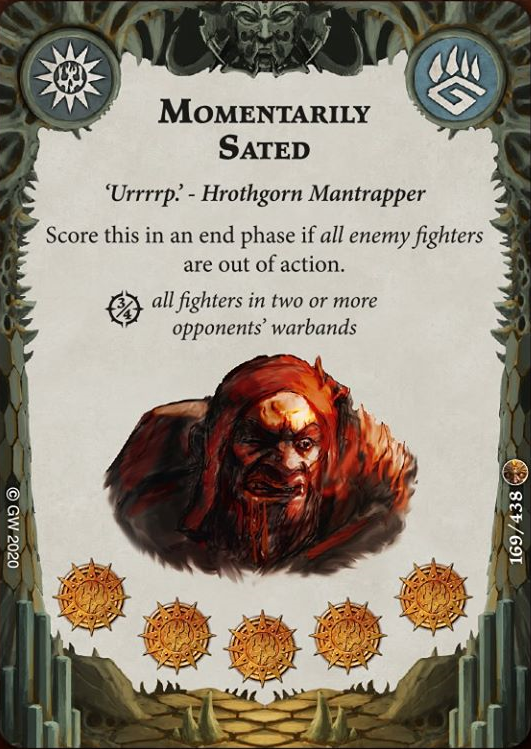 Momentarily
Sated
‘Urrrrp.’ - Hrothgorn Mantrapper
Score this in an end phase if all enemy fighters
are out of action.
3/4 all fighters in two or more
opponents’ warbands
© GW 2020
169/438